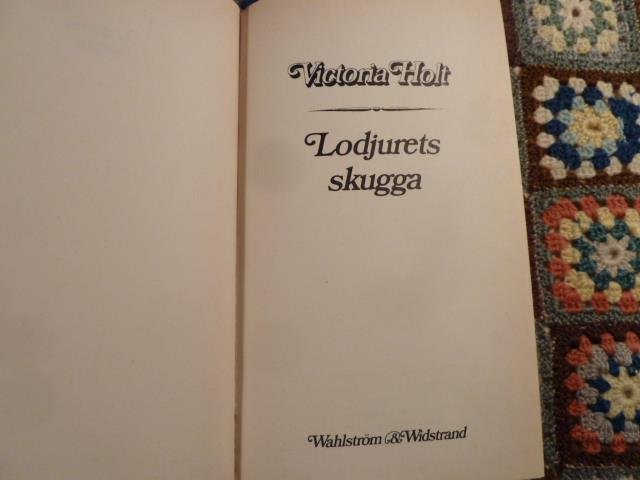 Victoria Holt
Lodjurets
skugga
Wahlström & Widstrand